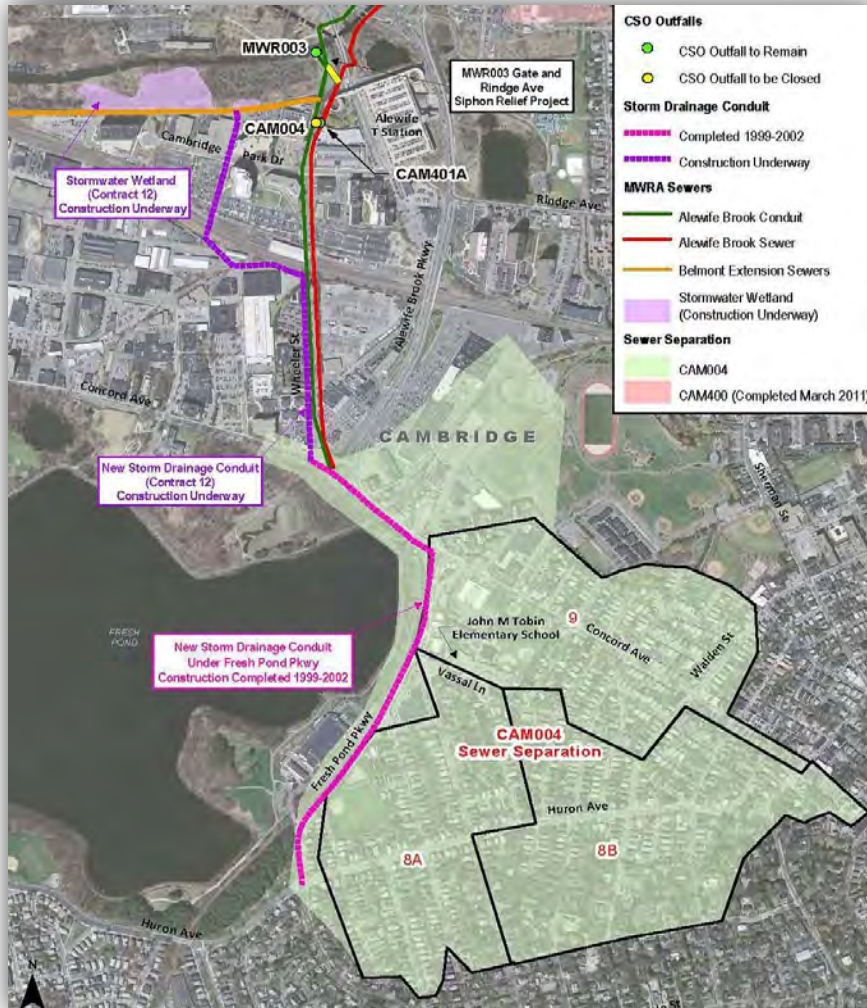 MWR003
MWR003 Gate and
Rindge Ave
Siphon Relief Project
Alewife
T Station
CAM004
CAM401A
Cambridge
Park Dr
Rindge Ave
Stormwater Wetland
(Contract 12)
Construction Underway
Alewife Brook Pkwy
Wheeler St
Concord Ave
CAMBRIDGE
New Storm Drainage Conduit
(Contract 12)
Construction Underway
Sherman St
FRESH
POND
John M Tobin
Elementary School
9
Concord Ave
Walden St
New Storm Drainage Conduit
Under Fresh Pond Pkwy
Construction Completed 1999-2002
Vassal Ln
CAM004
Sewer Separation
Fresh Pond Pkwy
Huron Ave
8A
8B
Huron Ave
N
CSO Outfalls
CSO Outfall to Remain
CSO Outfall to be Closed
Storm Drainage Conduit
Completed 1999-2002
Construction Underway
MWRA Sewers
Alewife Brook Conduit
Alewife Brook Sewer
Belmont Extension Sewers
Stormwater Wetland
(Construction Underway)
Sewer Separation
CAM004
CAM400 (Completed March 2011)